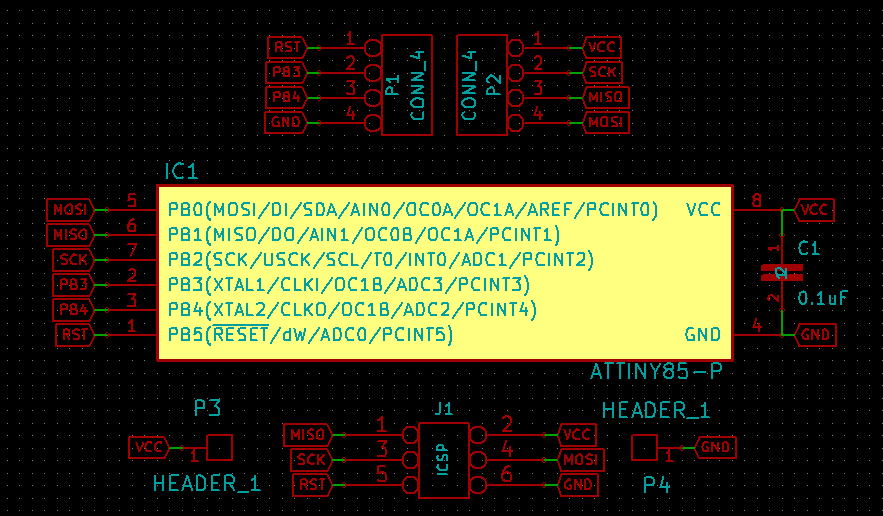 RST 1 1 VCC
PB3 2 P1 CONN_4 CONN_4 P2 2 SCK
PB4 3 3 MISO
GND 4 4 MOSI
IC1
MOSI 5 PB0(MOSI/DI/SDA/AIN0/OC0A/OC1A/AREF/PCINT0) VCC 8 VCC
MISO 6 PB1(MISO/DO/AIN1/OC0B/OC1A/PCINT1)
1 C1
SCK 7 PB2(SCK/USCK/SCL/T0/INT0/ADC1/PCINT2)
12
PB3 2 PB3(XTAL1/CLKI/OC1B/ADC3/PCINT3)
2 0.1uF
PB4 3 PB4(XTAL2/CLKO/OC1B/ADC2/PCINT4)
RST 1 PB5(RESET/dW/ADC0/PCINT5) GND 4 GND
ATTINY85-P
P3 J1 HEADER_1
MISO 1 2 VCC
VCC 1 1 GND
SCK 3 ICSP 4 MOSI
RST 5 6 GND
HEADER_1 P4